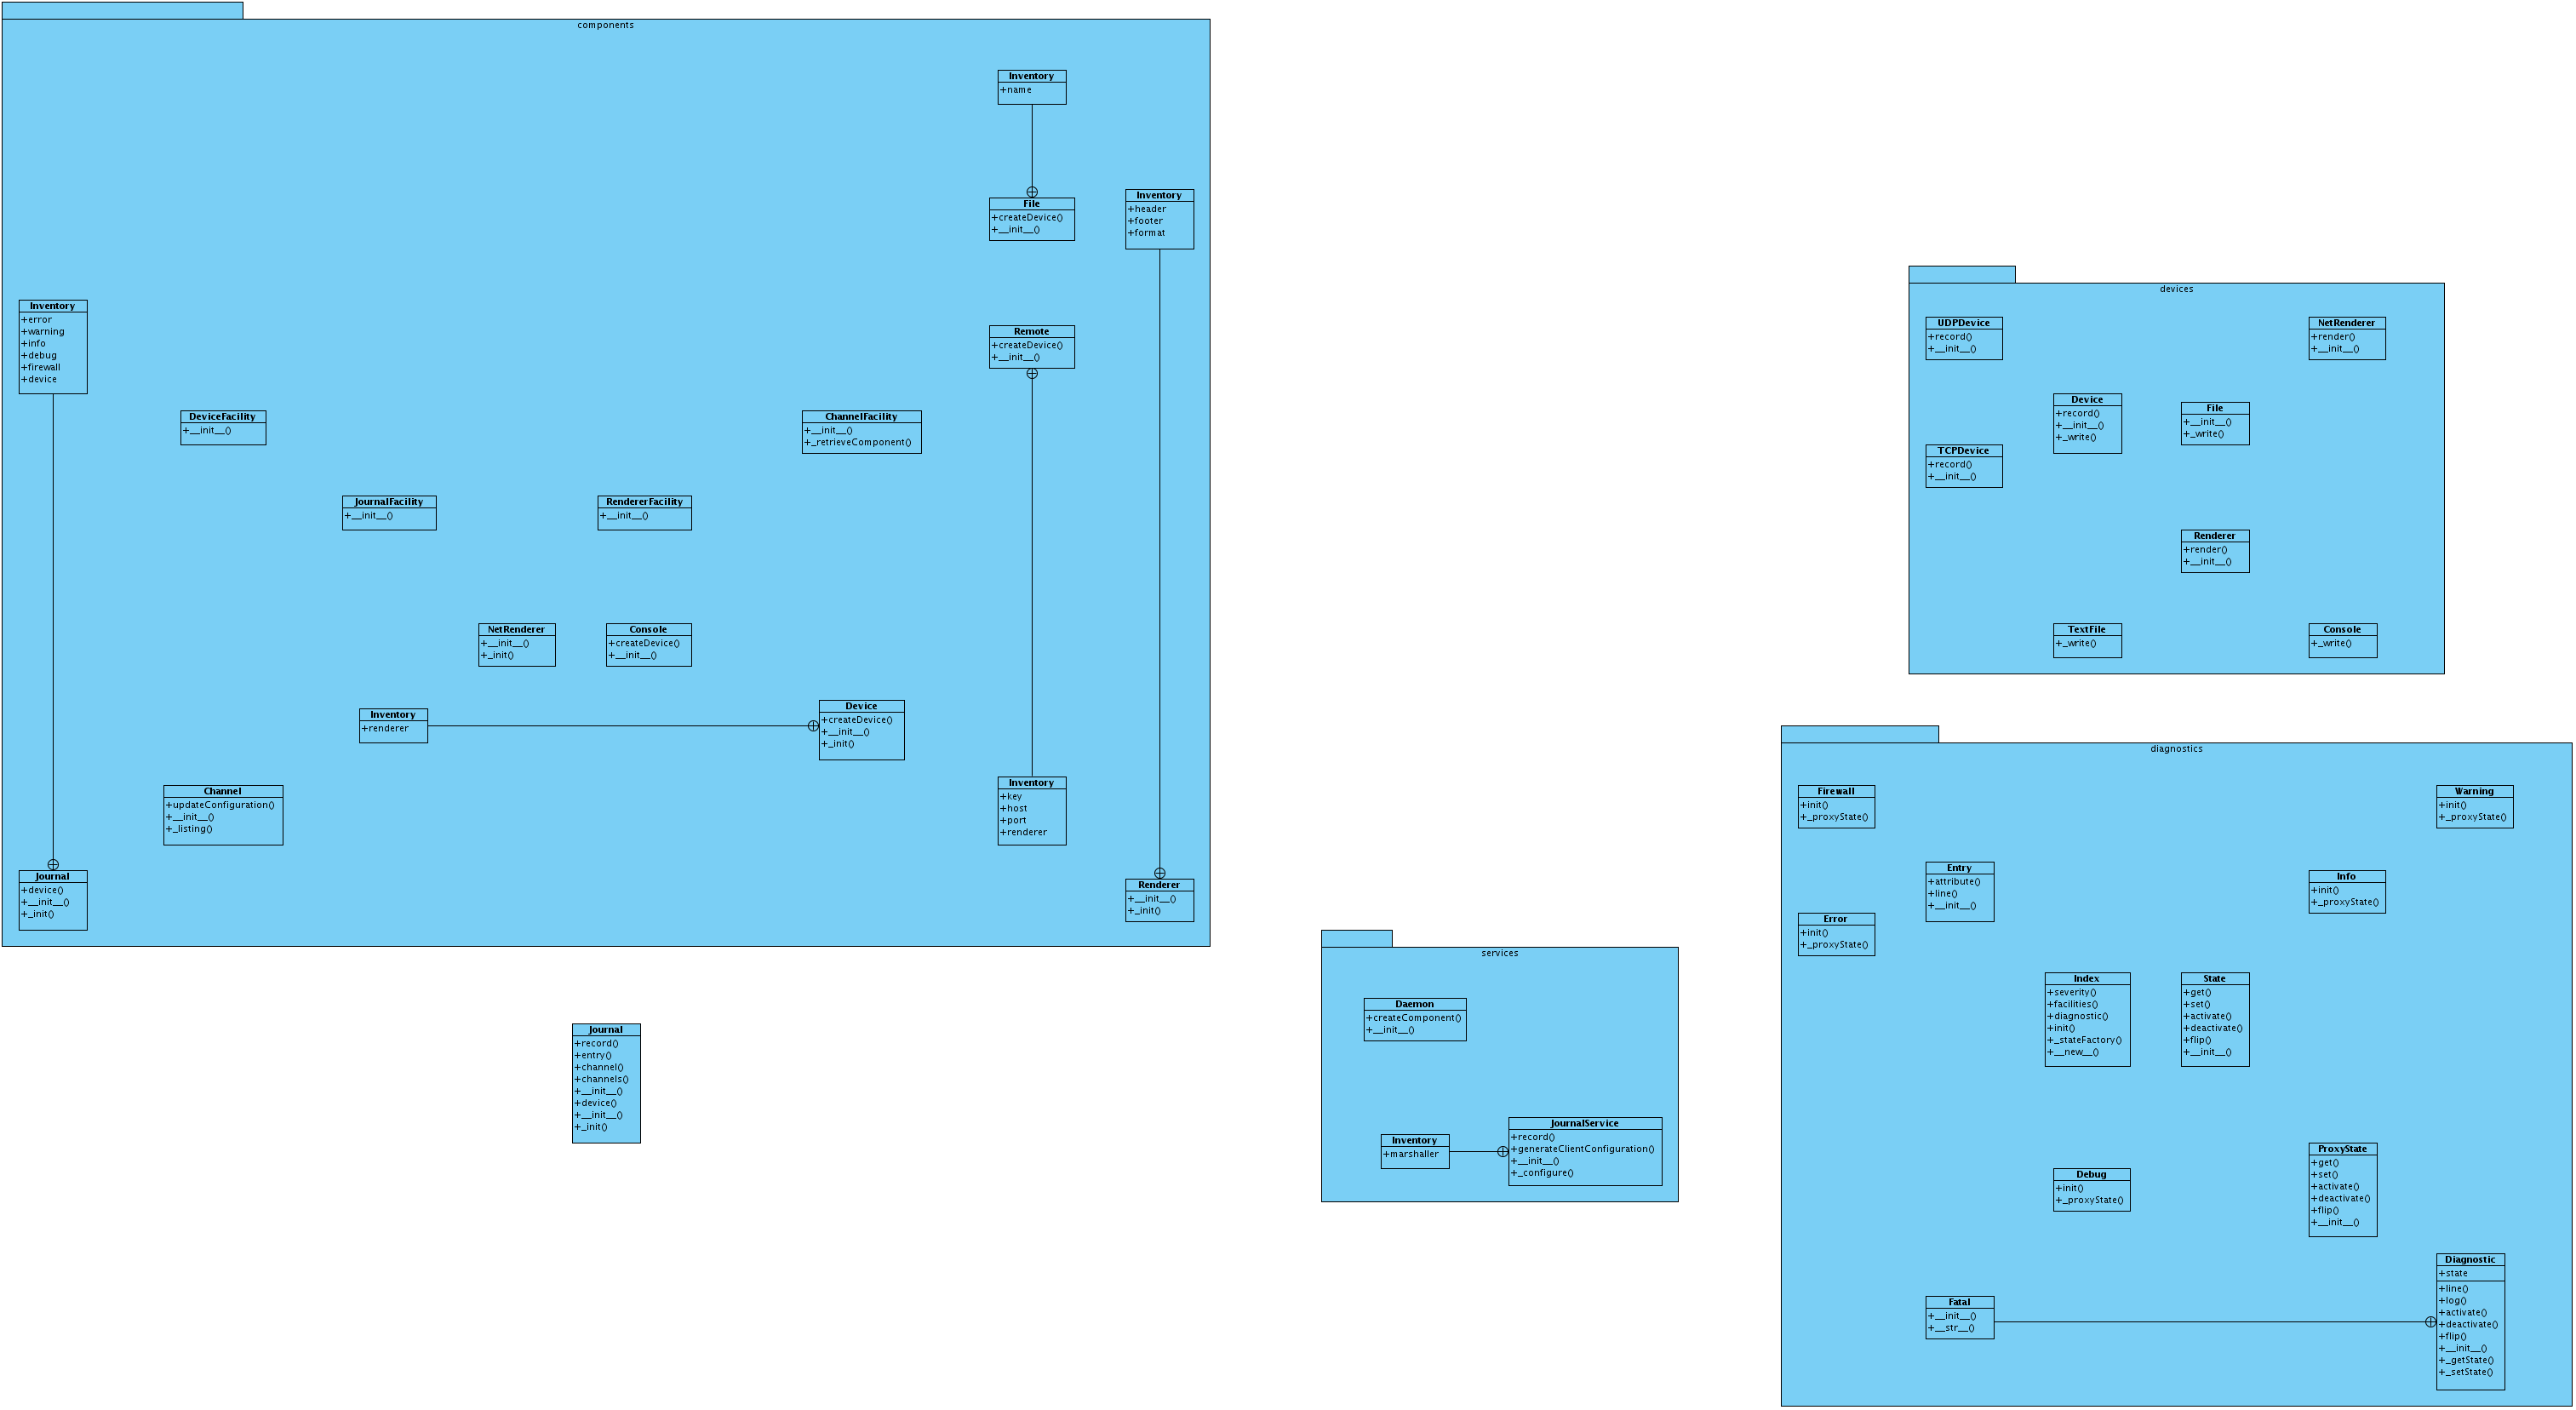 components
Inventory
+name
File
+createDevice()
+__init__()
Inventory
+header
+footer
+format
Inventory
+error
+warning
+info
+debug
+firewall
+device
Remote
+createDevice()
+__init__()
DeviceFacility
+__init__()
ChannelFacility
+__init__()
+_retrieveComponent()
JournalFacility
+__init__()
RendererFacility
+__init__()
NetRenderer
+__init__()
+_init()
Console
+createDevice()
+__init__()
Inventory
+renderer
Device
+createDevice()
+__init__()
+_init()
Channel
+updateConfiguration()
+__init__()
+_listing()
Inventory
+key
+host
+port
+renderer
Journal
+device()
+__init__()
+_init()
Renderer
+__init__()
+_init()
Journal
+record()
+entry()
+channel()
+channels()
+__init__()
+device()
+__init__()
+_init()
services
Daemon
+createComponent()
+__init__()
Inventory
+marshaller
JournalService
+record()
+generateClientConfiguration()
+__init__()
+_configure()
devices
UDPDevice
+record()
+__init__()
NetRenderer
+render()
+__init__()
Device
+record()
+__init__()
+_write()
File
+__init__()
+_write()
TCPDevice
+record()
+__init__()
Renderer
+render()
+__init__()
TextFile
+_write()
Console
+_write()
diagnostics
Firewall
+init()
+_proxyState()
Warning
+init()
+_proxyState()
Entry
+attribute()
+line()
+__init__()
Info
+init()
+_proxyState()
Error
+init()
+_proxyState()
Index
+severity()
+facilities()
+diagnostic()
+init()
+_stateFactory()
+__new__()
State
+get()
+set()
+activate()
+deactivate()
+flip()
+__init__()
Debug
+init()
+_proxyState()
ProxyState
+get()
+set()
+activate()
+deactivate()
+flip()
+__init__()
Fatal
+__init__()
+__str__()
Diagnostic
+state
+line()
+log()
+activate()
+deactivate()
+flip()
+__init__()
+_getState()
+_setState()